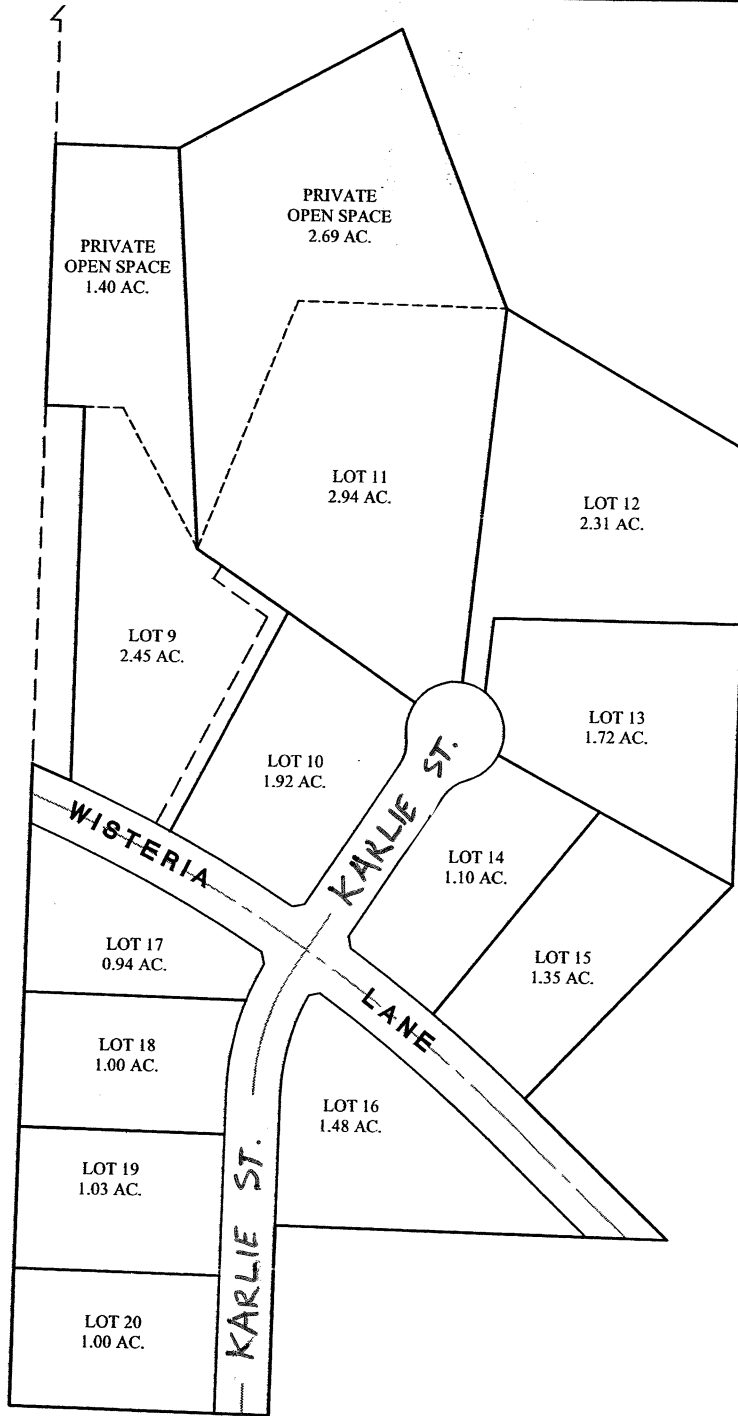 PRIVATE
OPEN SPACE
2.69 AC.
PRIVATE
OPEN SPACE
1.40 AC.
LOT 11
2.94 AC.
LOT 12
2.31 AC.
LOT 9
2.45 AC.
LOT 13
1.72 AC.
LOT 10
1.92 AC.
KARLIE ST.
WISTERIA
LANE
LOT 14
1.10 AC.
LOT 15
1.35 AC.
LOT 17
0.94 AC.
LOT 18
1.00 AC.
LOT 16
1.48 AC.
LOT 19
1.03 AC.
KARLIE ST.
LOT 20
1.00 AC.